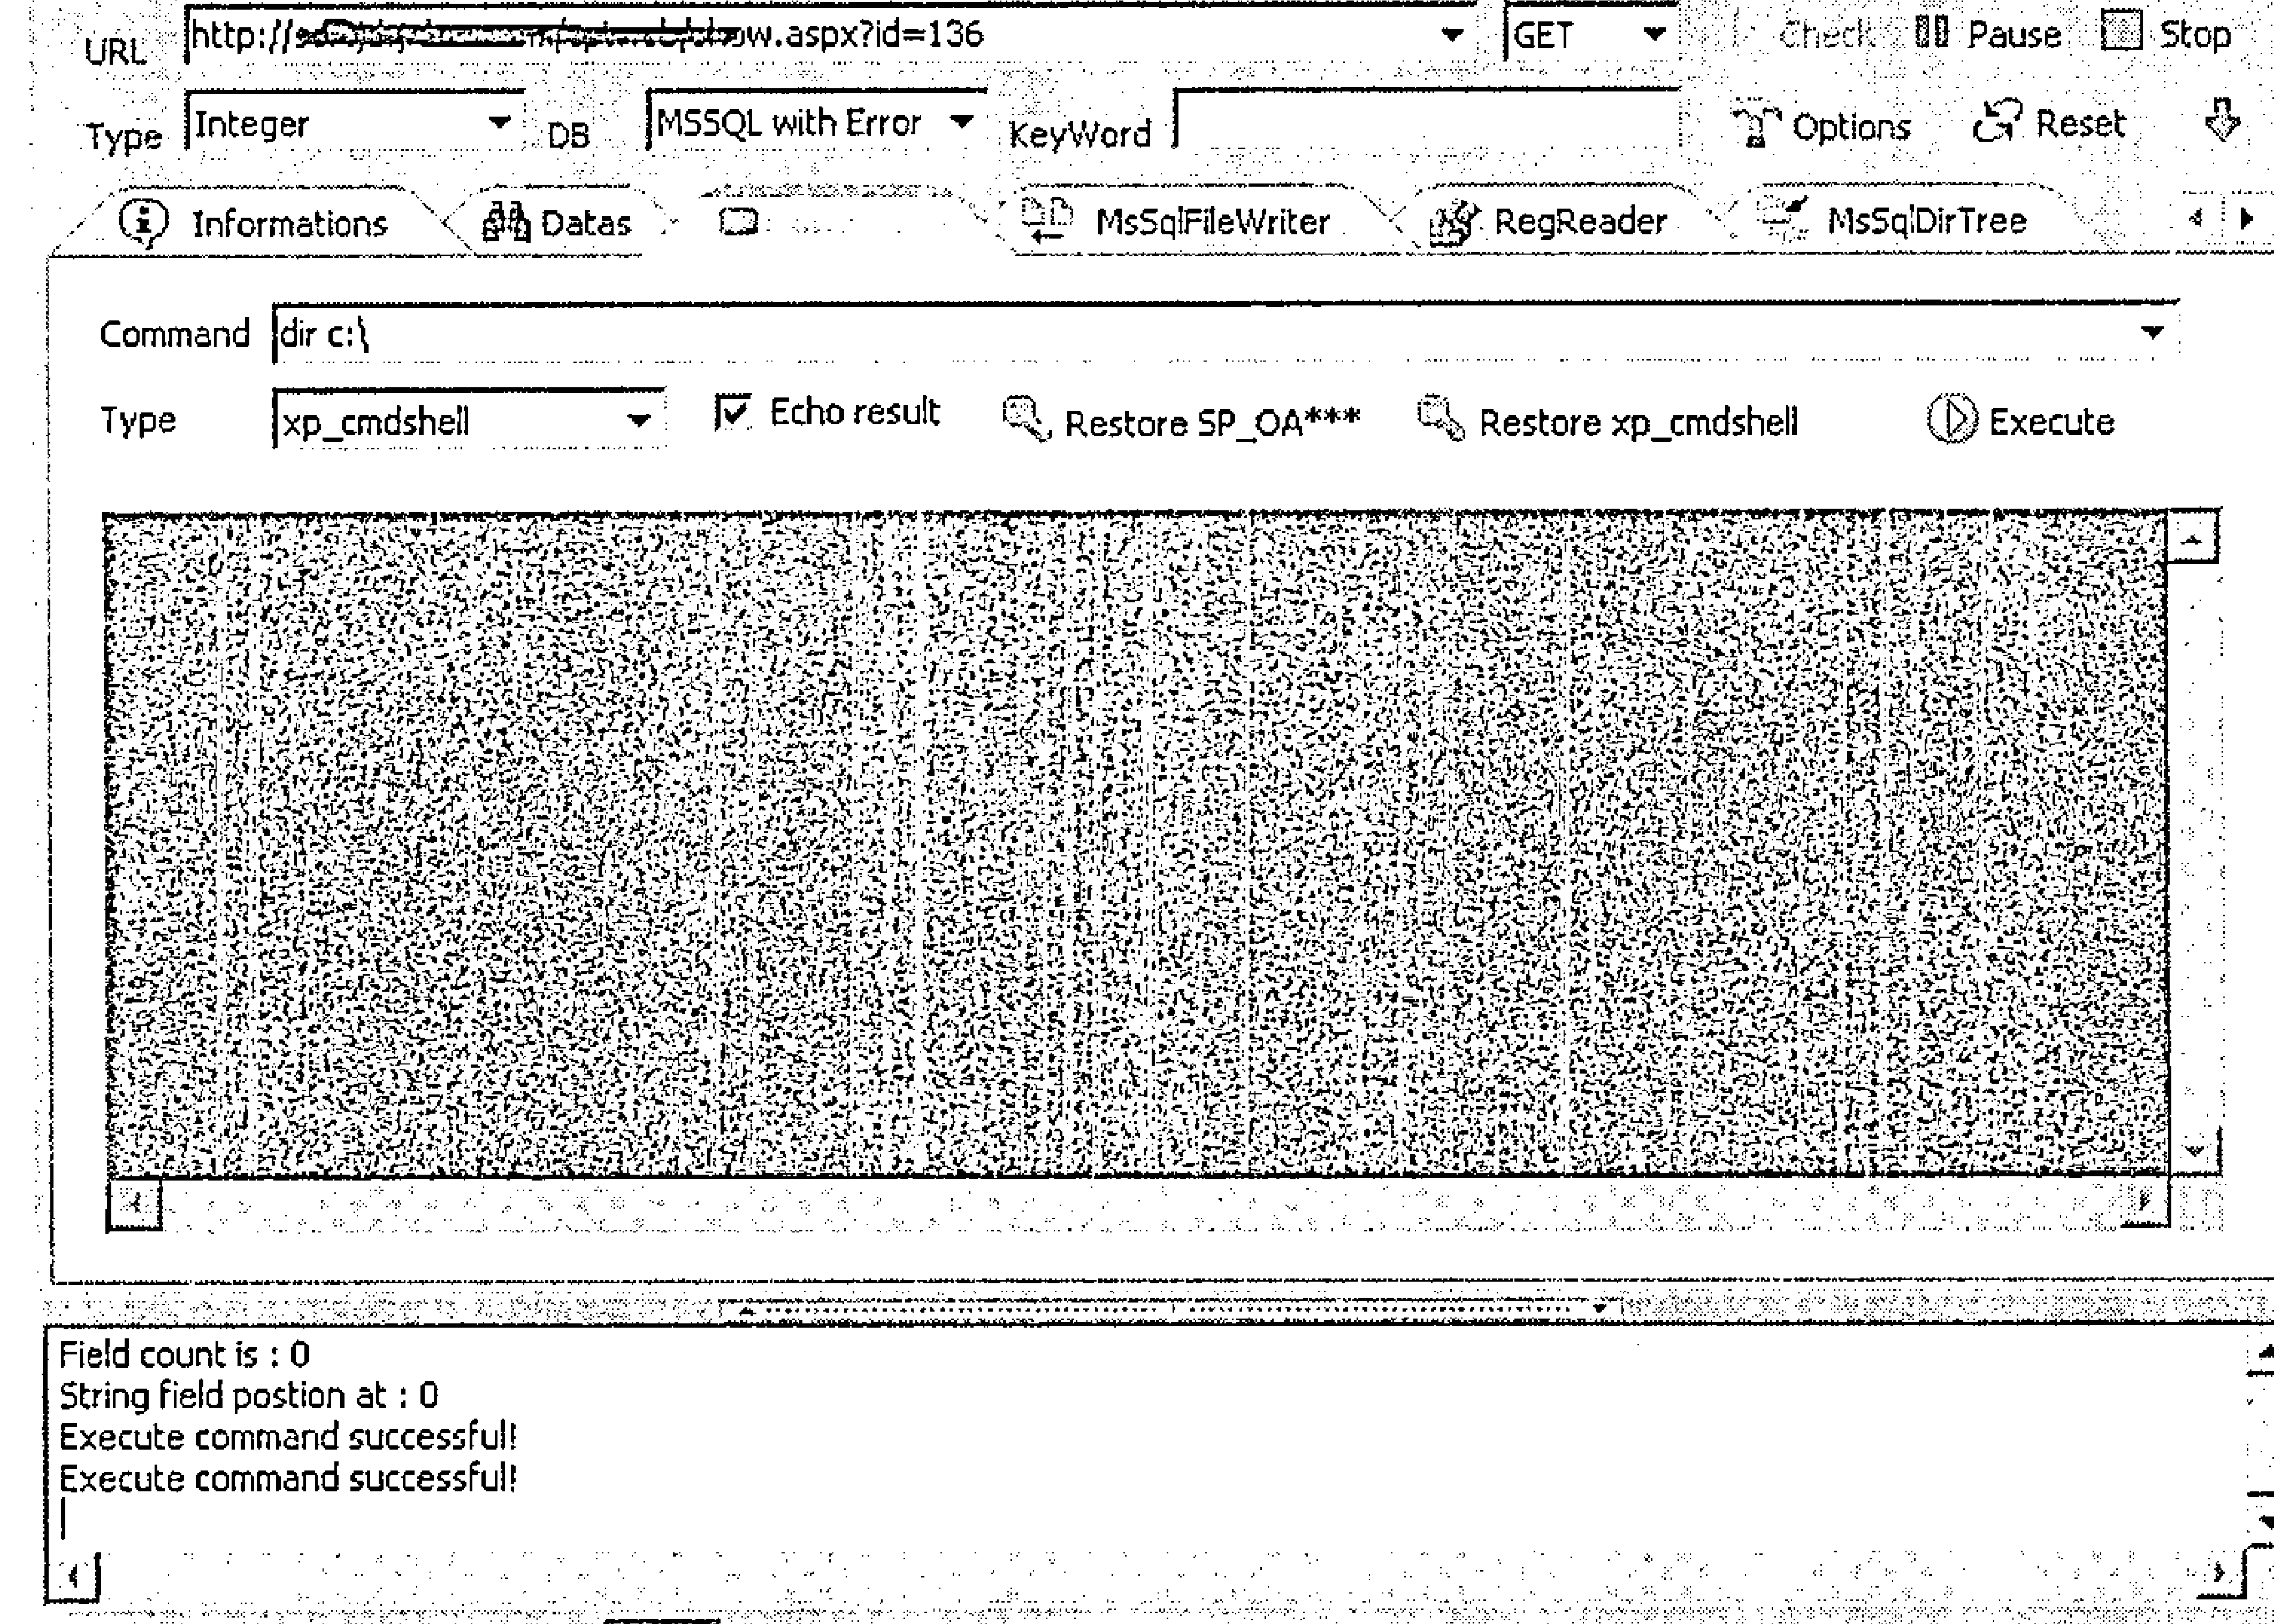 URL http:// ow.aspx?id=136 GET Check Pause Stop
Type Integer DB MSSQL with Error KeyWord Options Reset
Informations Datas MsSqlFileWriter RegReader MsSqlDirTree
Command dir c:\
Type xp_cmdshell Echo result Restore SP_OA*** Restore xp_cmdshell Execute
Field count is : 0
String field postion at : 0
Execute command successful!
Execute command successful!